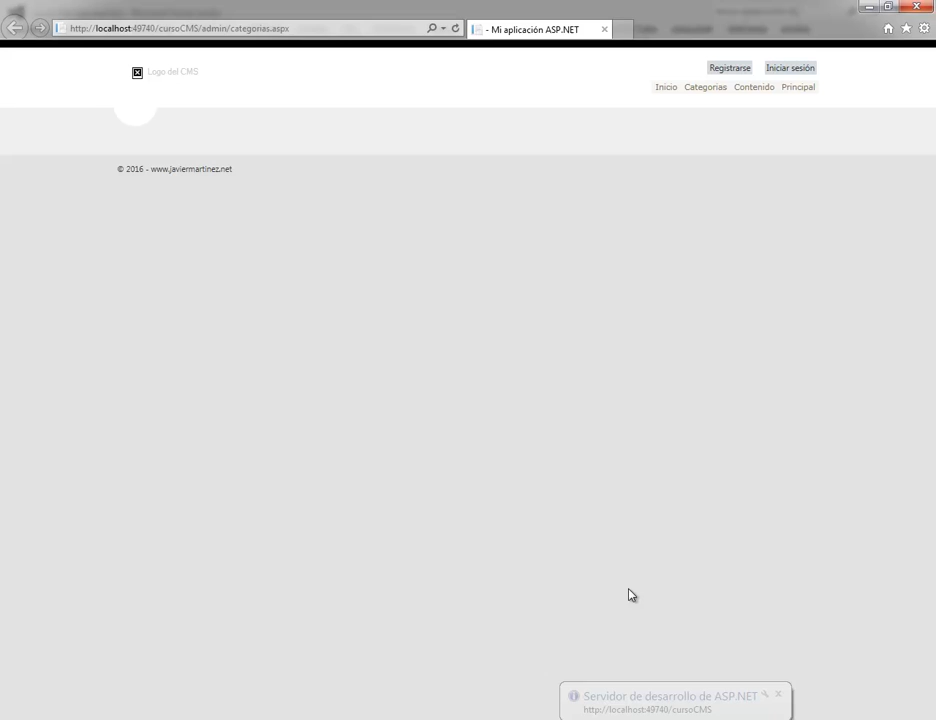 http://localhost:49740/cursoCMS/admin/categorias.aspx
- Mi aplicación ASP.NET
Logo del CMS
Registrarse
Iniciar sesión
Inicio
Categorias
Contenido
Principal
© 2016 - www.javiermartinez.net
Servidor de desarrollo de ASP.NET
http://localhost:49740/cursoCMS